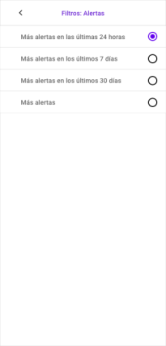 Filtros: Alertas
Más alertas en las últimas 24 horas
Más alertas en los últimos 7 días
Más alertas en los últimos 30 días
Más alertas